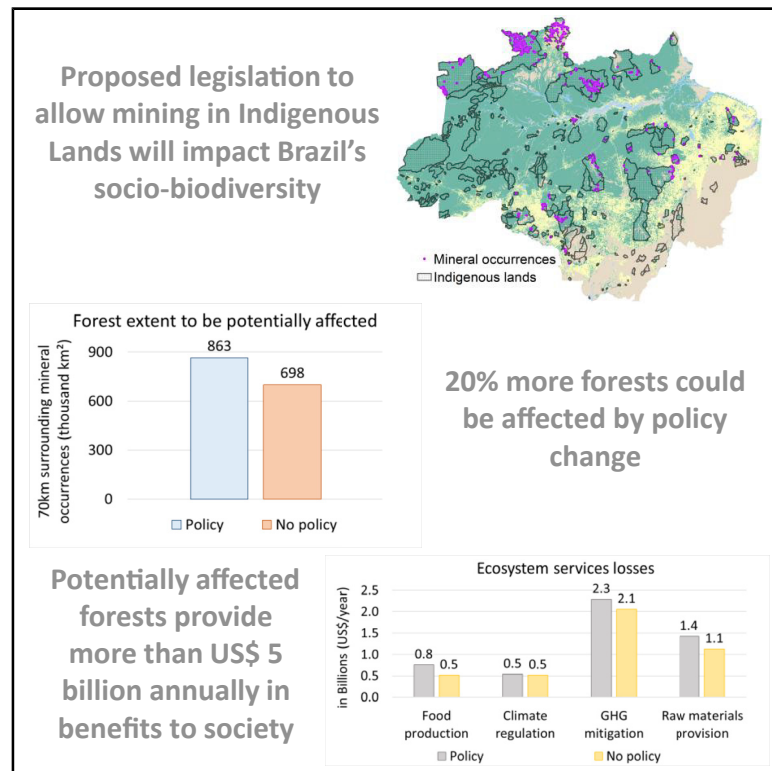 Proposed legislation to
allow mining in Indigenous
Lands will impact Brazil's
socio-biodiversity
Mineral occurrences
Indigenous lands
Forest extent to be potentially affected
70km surrounding mineral
occurrences (thousand km²)
900
600
300
0
863
698
Policy
No policy
20% more forests could
be affected by policy
change
Potentially affected
forests provide
more than US$ 5
billion annually in
benefits to society
Ecosystem services losses
in Billions (US$/year)
2.5
2.0
1.5
1.0
0.5
0.0
0.8
0.5
0.5
0.5
2.3
2.1
1.4
1.1
Food
production
Climate
regulation
GHG
mitigation
Raw materials
provision
Policy
No policy